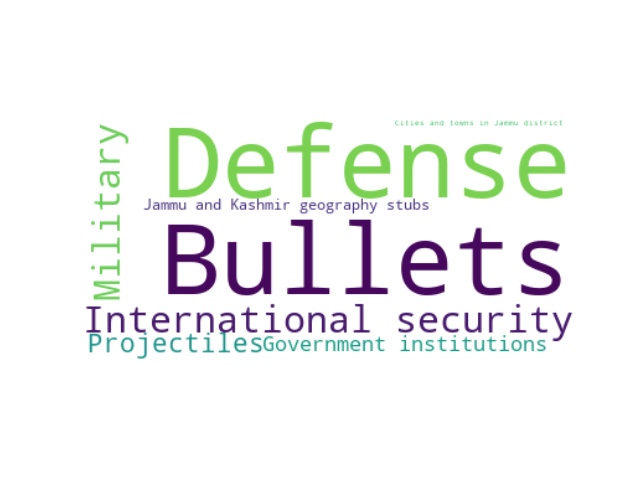 Cities and towns in Jammu district
Defense
Military
Jammu and Kashmir geography stubs
Bullets
International security
Projectiles
Government institutions